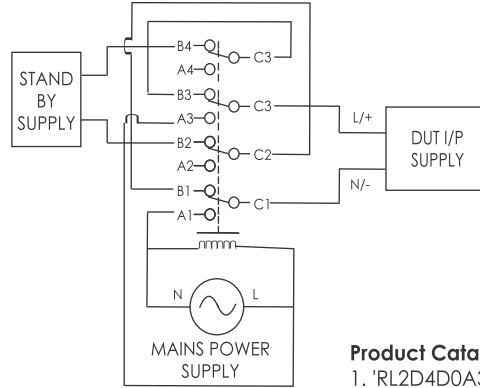 B4
C3
A4
STAND
BY
SUPPLY
B3
C3
L/+
A3
DUT I/P
SUPPLY
B2
C2
A2
N/-
B1
C1
A1
N
L
MAINS POWER
SUPPLY
Product Cata
1. 'RL2D4D0A3